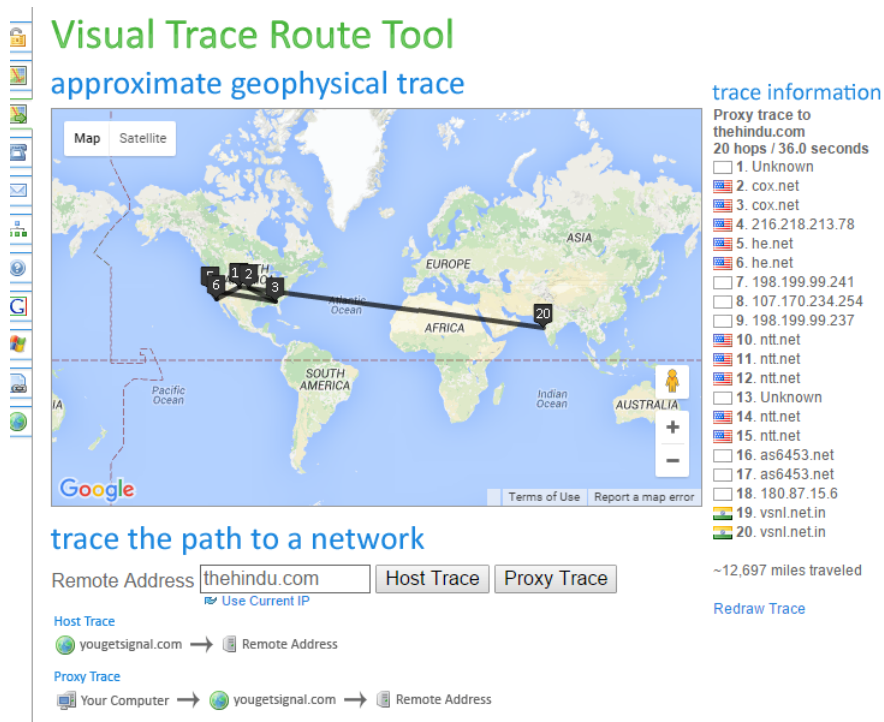 Visual Trace Route Tool
approximate geophysical trace
Map Satellite
ASIA
EUROPE
Atlantic
Ocean
AFRICA
SOUTH
AMERICA
Pacific
Ocean
Indian
Ocean
IA
AUSTRALIA
6
1 2
3
20
+
−
Google
Terms of Use Report a map error
trace information
Proxy trace to
thehindu.com
20 hops / 36.0 seconds
1. Unknown
2. cox.net
3. cox.net
4. 216.218.213.78
5. he.net
6. he.net
7. 198.199.99.241
8. 107.170.234.254
9. 198.199.99.237
10. ntt.net
11. ntt.net
12. ntt.net
13. Unknown
14. ntt.net
15. ntt.net
16. as6453.net
17. as6453.net
18. 180.87.15.6
19. vsnl.net.in
20. vsnl.net.in
~12,697 miles traveled
Redraw Trace
trace the path to a network
Remote Address thehindu.com Host Trace Proxy Trace
Use Current IP
Host Trace
yougetsignal.com Remote Address
Proxy Trace
Your Computer yougetsignal.com Remote Address
G